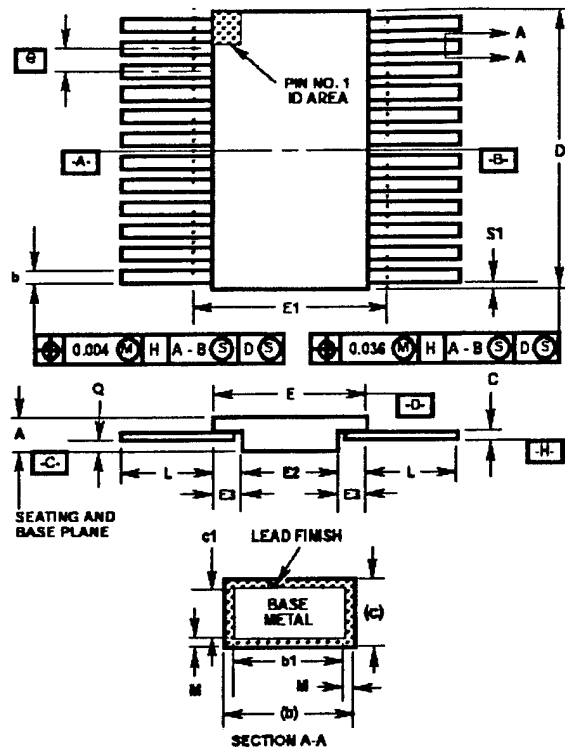 e
A
A
PIN NO. 1
ID AREA
-A-
-B-
D
b
S1
E1
⌖ 0.004 Ⓜ H A - B Ⓢ D Ⓢ
⌖ 0.036 Ⓜ H A - B Ⓢ D Ⓢ
Q
E
C
A
-D-
-C-
-H-
L
E2
L
E3
E3
SEATING AND
BASE PLANE
c1
LEAD FINISH
BASE
METAL
(c)
b1
M
M
(b)
SECTION A-A